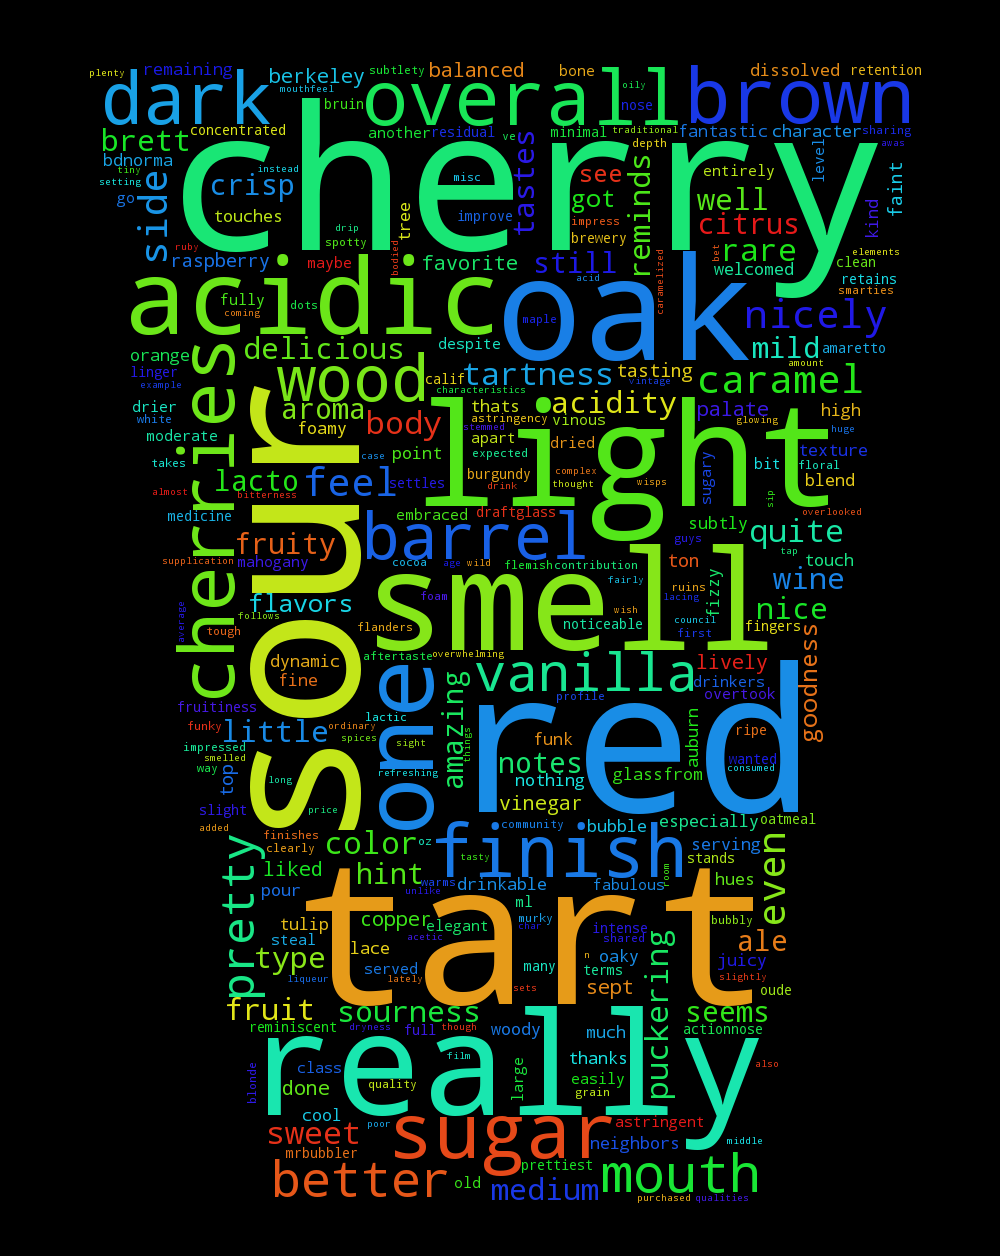 plenty remaining berkeley subtlety balanced bone dissolved retention
dark mouthfeel bruin overall oily nose brown
concentrated another residual ve minimal traditional fantastic character sharing
brett cherry depth awas
bdnorma tiny instead misc tastes see reminds entirely level faint
setting side crisp got well
go touches tree improve impress citrus kind
drip spotty brewery rare elements
ruby raspberry maybe bodied favorite still caramelized bet welcomed clean
acidic acid oak retains
fully coming dots maple smarties
nicely
orange delicious despite mild amaretto
linger cherries wood calif tartness tasting amount vintage caramel
example characteristics
drier aroma thats acidity palate high
white foamy body astringency vinous glowing huge
moderate sour stemmed light apart dried texture
case point expected
takes lacto feel settles burgundy complex sugary bit floral
almost bitterness drink thought wisps blend
medicine embraced draftglass subtly sip overlooked
fruity barrel guys quite
supplication mahogany cocoa age wild flemishcontribution ton tap touch
smell fairly ruins wine
average flavors foam wish lacing fizzy nice
follows noticeable council
tough flanders first fingers
dynamic aftertaste overwhelming lively goodness
fine one vanilla drinkers
fruitiness amazing profile red overtook
funky little ordinary lactic auburn ripe
impressed spices sight things funk
smelled notes wanted
way top long refreshing nothing glassfrom consumed
slight price vinegar
added color oz finish community bubble especially oatmeal
finishes serving even
clearly tasty stands
pretty liked hint warms drinkable fabulous room hues
pour unlike tart
tulip copper elegant ml murky bubbly
steal lace acetic char intense ale
type served many shared oaky juicy
liqueur lately sets n terms slightly
fruit sourness sept puckering oude
reminiscent dryness full though woody much seems actionnose
really film thanks also
blonde class quality large easily
done grain
cool poor sugar astringent
sweet neighbors middle
mrbubbler prettiest
better old medium mouth
purchased qualities